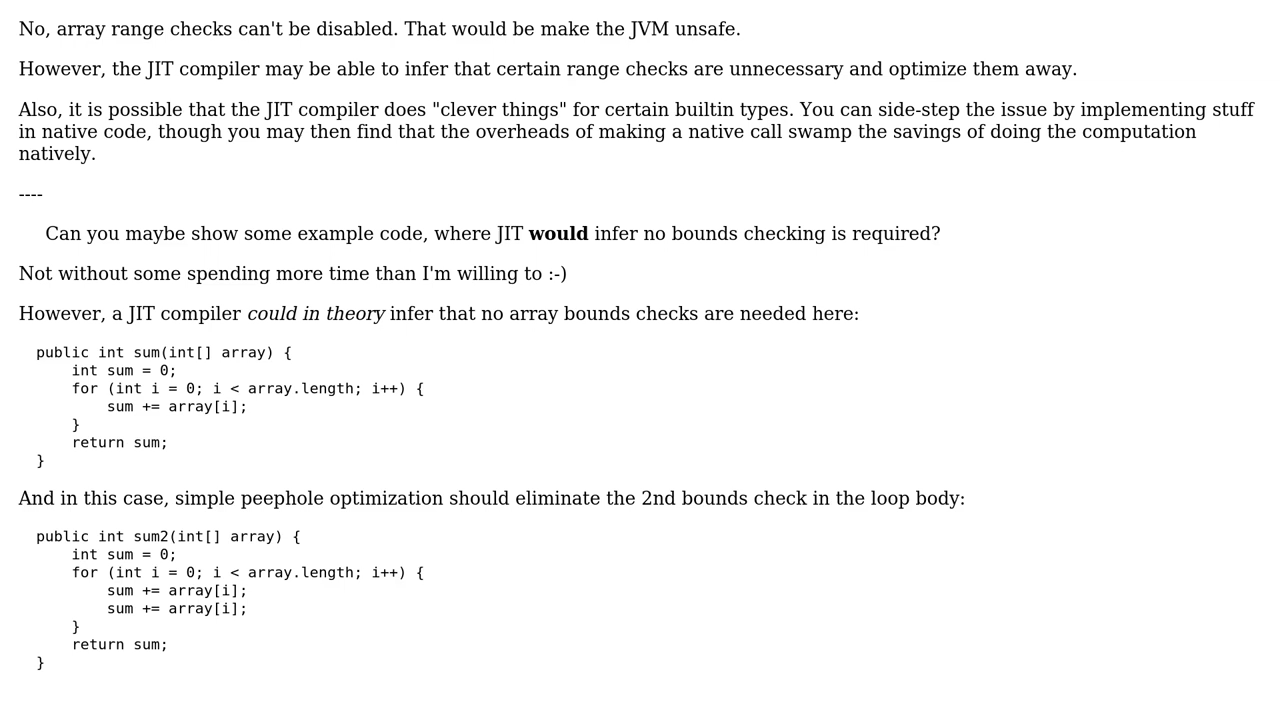 No, array range checks can't be disabled. That would be make the JVM unsafe.
However, the JIT compiler may be able to infer that certain range checks are unnecessary and optimize them away.
Also, it is possible that the JIT compiler does "clever things" for certain builtin types. You can side-step the issue by implementing stuff
in native code, though you may then find that the overheads of making a native call swamp the savings of doing the computation
natively.
----
Can you maybe show some example code, where JIT would infer no bounds checking is required?
Not without some spending more time than I'm willing to :-)
However, a JIT compiler could in theory infer that no array bounds checks are needed here:
public int sum(int[] array) {
    int sum = 0;
    for (int i = 0; i < array.length; i++) {
        sum += array[i];
    }
    return sum;
}
And in this case, simple peephole optimization should eliminate the 2nd bounds check in the loop body:
public int sum2(int[] array) {
    int sum = 0;
    for (int i = 0; i < array.length; i++) {
        sum += array[i];
        sum += array[i];
    }
    return sum;
}